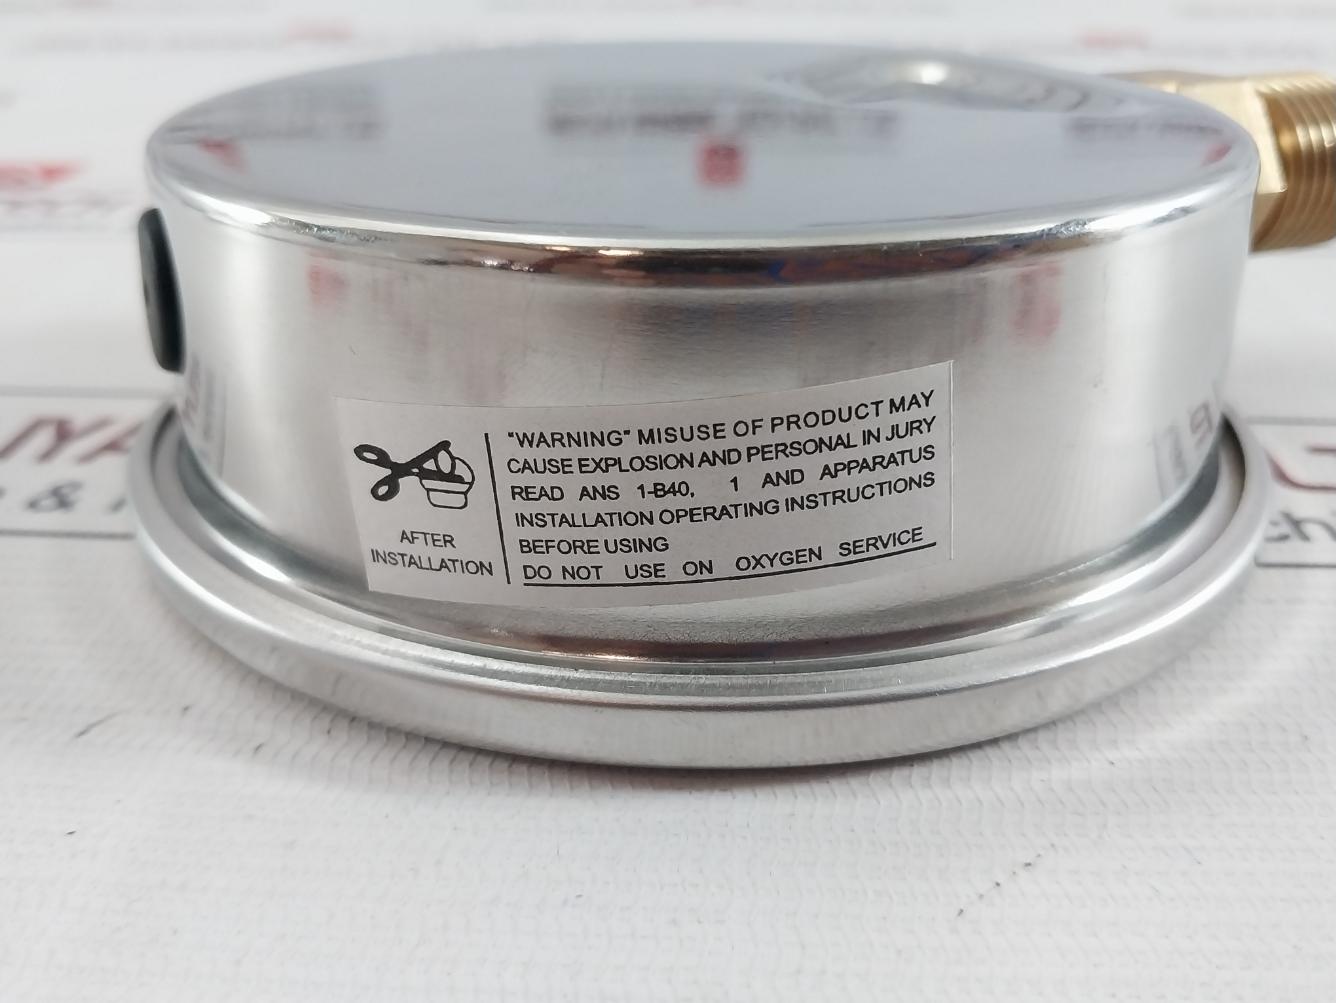 "WARNING" MISUSE OF PRODUCT MAY
CAUSE EXPLOSION AND PERSONAL IN JURY
READ ANS 1-B40, 1 AND APPARATUS
INSTALLATION OPERATING INSTRUCTIONS
BEFORE USING
DO NOT USE ON OXYGEN SERVICE
AFTER
INSTALLATION